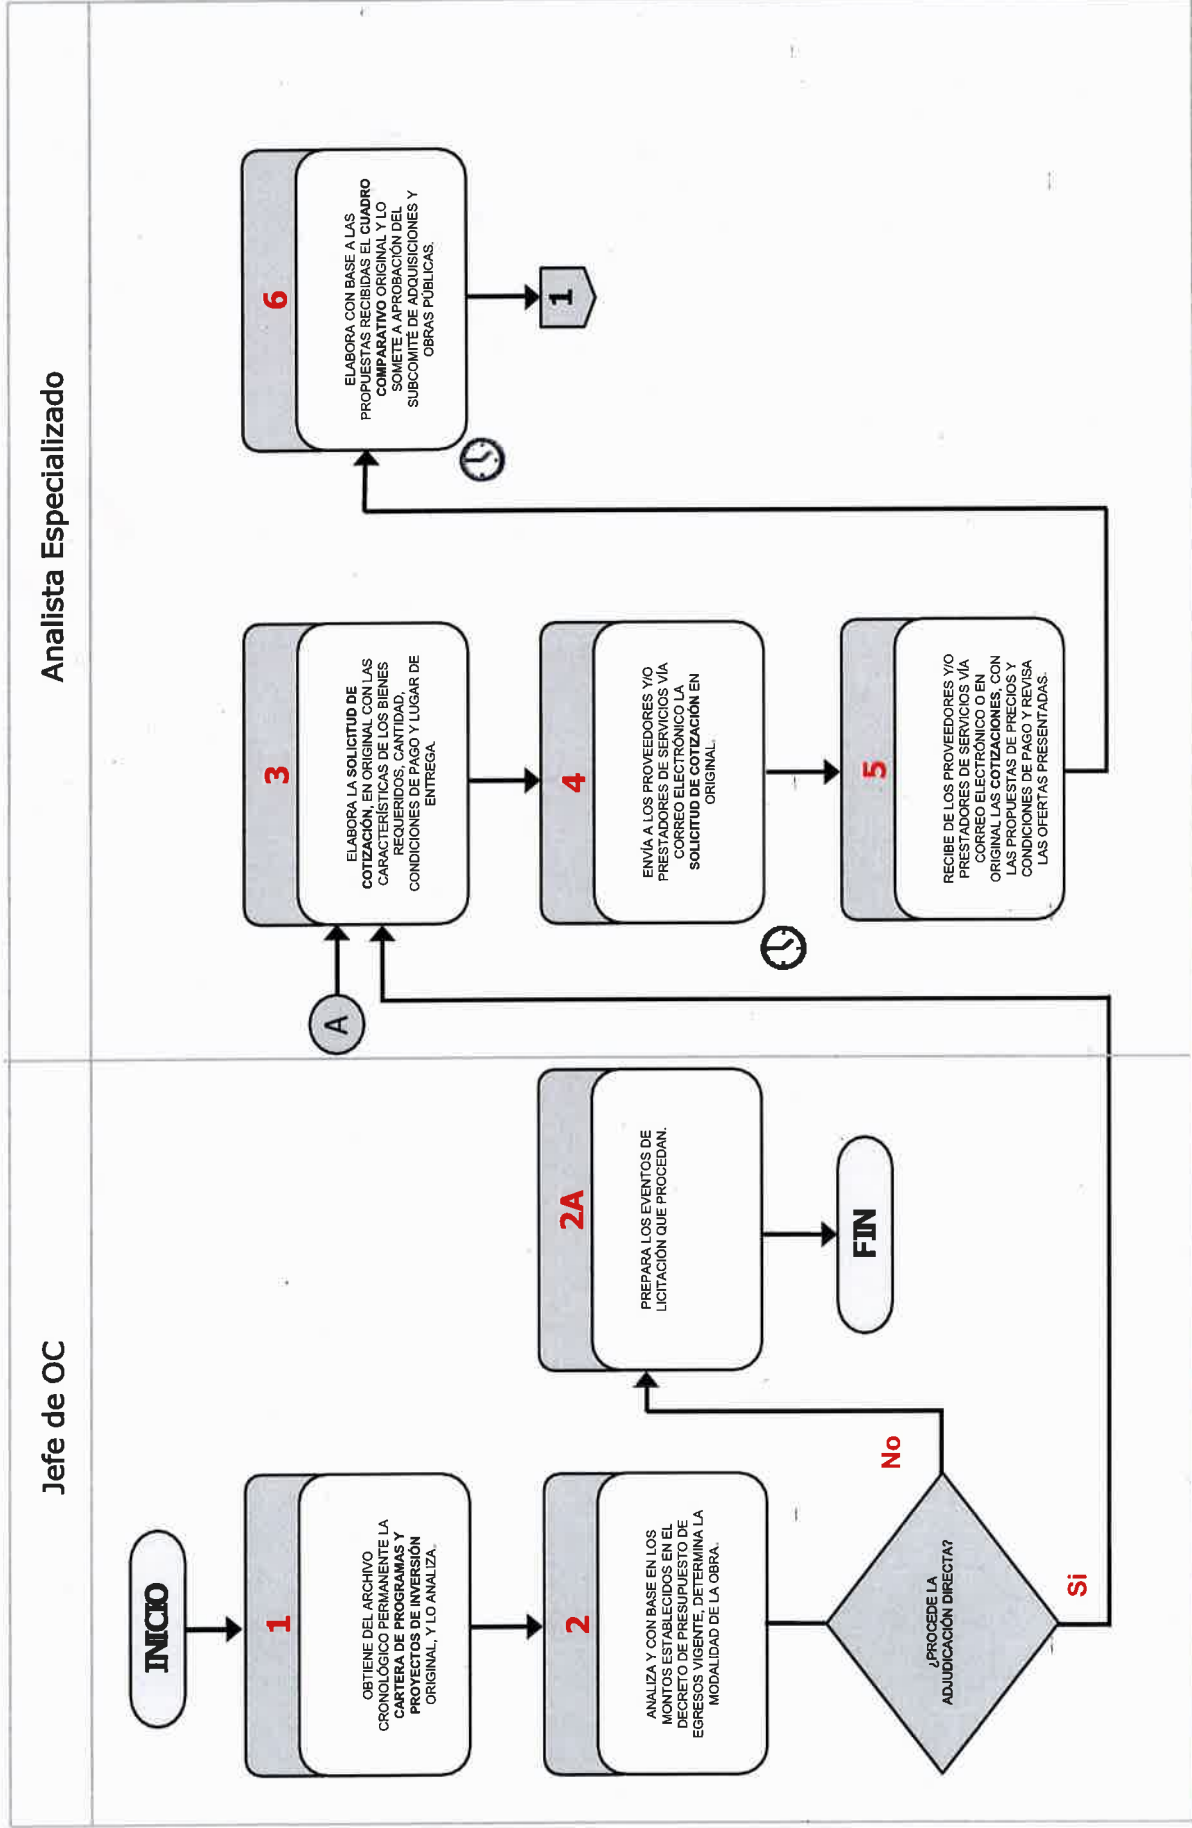 Jefe de OC
Analista Especializado
INICIO
1
OBTIENE DEL ARCHIVO
CRONOLÓGICO PERMANENTE LA
CARTERA DE PROGRAMAS Y
PROYECTOS DE INVERSIÓN
ORIGINAL, Y LO ANALIZA.
2
ANALIZA Y CON BASE EN LOS
MONTOS ESTABLECIDOS EN EL
DECRETO DE PRESUPUESTO DE
EGRESOS VIGENTE, DETERMINA LA
MODALIDAD DE LA OBRA.
¿PROCEDE LA
ADJUDICACIÓN DIRECTA?
No
Si
2A
PREPARA LOS EVENTOS DE
LICITACIÓN QUE PROCEDAN.
FIN
A
3
ELABORA LA SOLICITUD DE
COTIZACIÓN, EN ORIGINAL CON LAS
CARACTERÍSTICAS DE LOS BIENES
REQUERIDOS, CANTIDAD,
CONDICIONES DE PAGO Y LUGAR DE
ENTREGA.
4
ENVÍA A LOS PROVEEDORES Y/O
PRESTADORES DE SERVICIOS VÍA
CORREO ELECTRÓNICO LA
SOLICITUD DE COTIZACIÓN EN
ORIGINAL.
5
RECIBE DE LOS PROVEEDORES Y/O
PRESTADORES DE SERVICIOS VÍA
CORREO ELECTRÓNICO O EN
ORIGINAL LAS COTIZACIONES, CON
LAS PROPUESTAS DE PRECIOS Y
CONDICIONES DE PAGO Y REVISA
LAS OFERTAS PRESENTADAS.
6
ELABORA CON BASE A LAS
PROPUESTAS RECIBIDAS EL CUADRO
COMPARATIVO ORIGINAL Y LO
SOMETE A APROBACIÓN DEL
SUBCOMITÉ DE ADQUISICIONES Y
OBRAS PÚBLICAS.
1